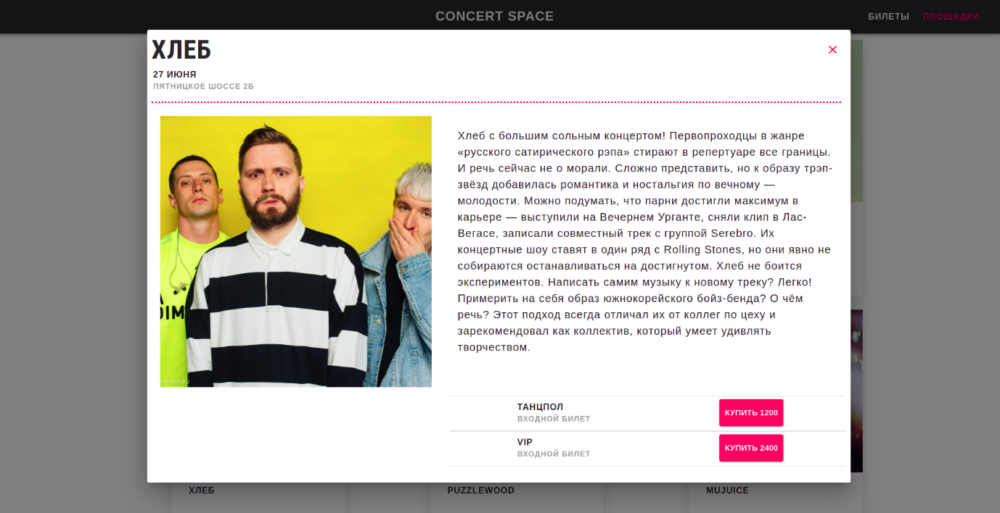 CONCERT SPACE
БИЛЕТЫ
ПЛОЩАДКИ
ХЛЕБ
27 ИЮНЯ
ПЯТНИЦКОЕ ШОССЕ 2Б
Хлеб с большим сольным концертом! Первопроходцы в жанре
«русского сатирического рэпа» стирают в репертуаре все границы.
И речь сейчас не о морали. Сложно представить, но к образу трэп-
звёзд добавилась романтика и ностальгия по вечному —
молодости. Можно подумать, что парни достигли максимум в
карьере — выступили на Вечернем Урганте, сняли клип в Лас-
Вегасе, записали совместный трек с группой Serebro. Их
концертные шоу ставят в один ряд с Rolling Stones, но они явно не
собираются останавливаться на достигнутом. Хлеб не боится
экспериментов. Написать самим музыку к новому треку? Легко!
Примерить на себя образ южнокорейского бойз-бенда? О чём
речь? Этот подход всегда отличал их от коллег по цеху и
зарекомендовал как коллектив, который умеет удивлять
творчеством.
METRIA.RU
ТАНЦПОЛ
ВХОДНОЙ БИЛЕТ
КУПИТЬ 1200
VIP
ВХОДНОЙ БИЛЕТ
КУПИТЬ 2400
ХЛЕБ
PUZZLEWOOD
MUJUICE